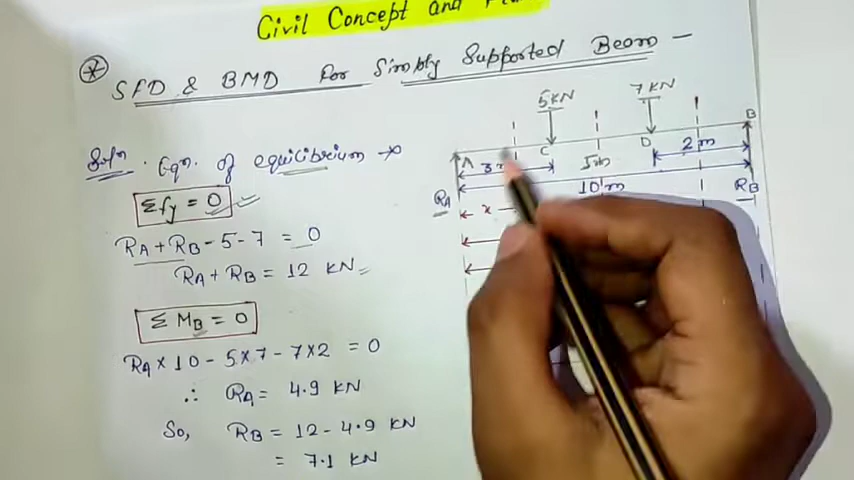 Civil Concept and
* SFD & BMD For Simply Supported Beam -
Soln. Eqn. of equilibrium →
Σfy = 0
RA + RB - 5 - 7 = 0
RA + RB = 12 KN
Σ MB = 0
RA × 10 - 5×7 - 7×2 = 0
∴ RA = 4.9 KN
So, RB = 12 - 4.9 KN
= 7.1 KN
5KN 7KN
A C D B
3 5m 2m
RA 10m RB
x